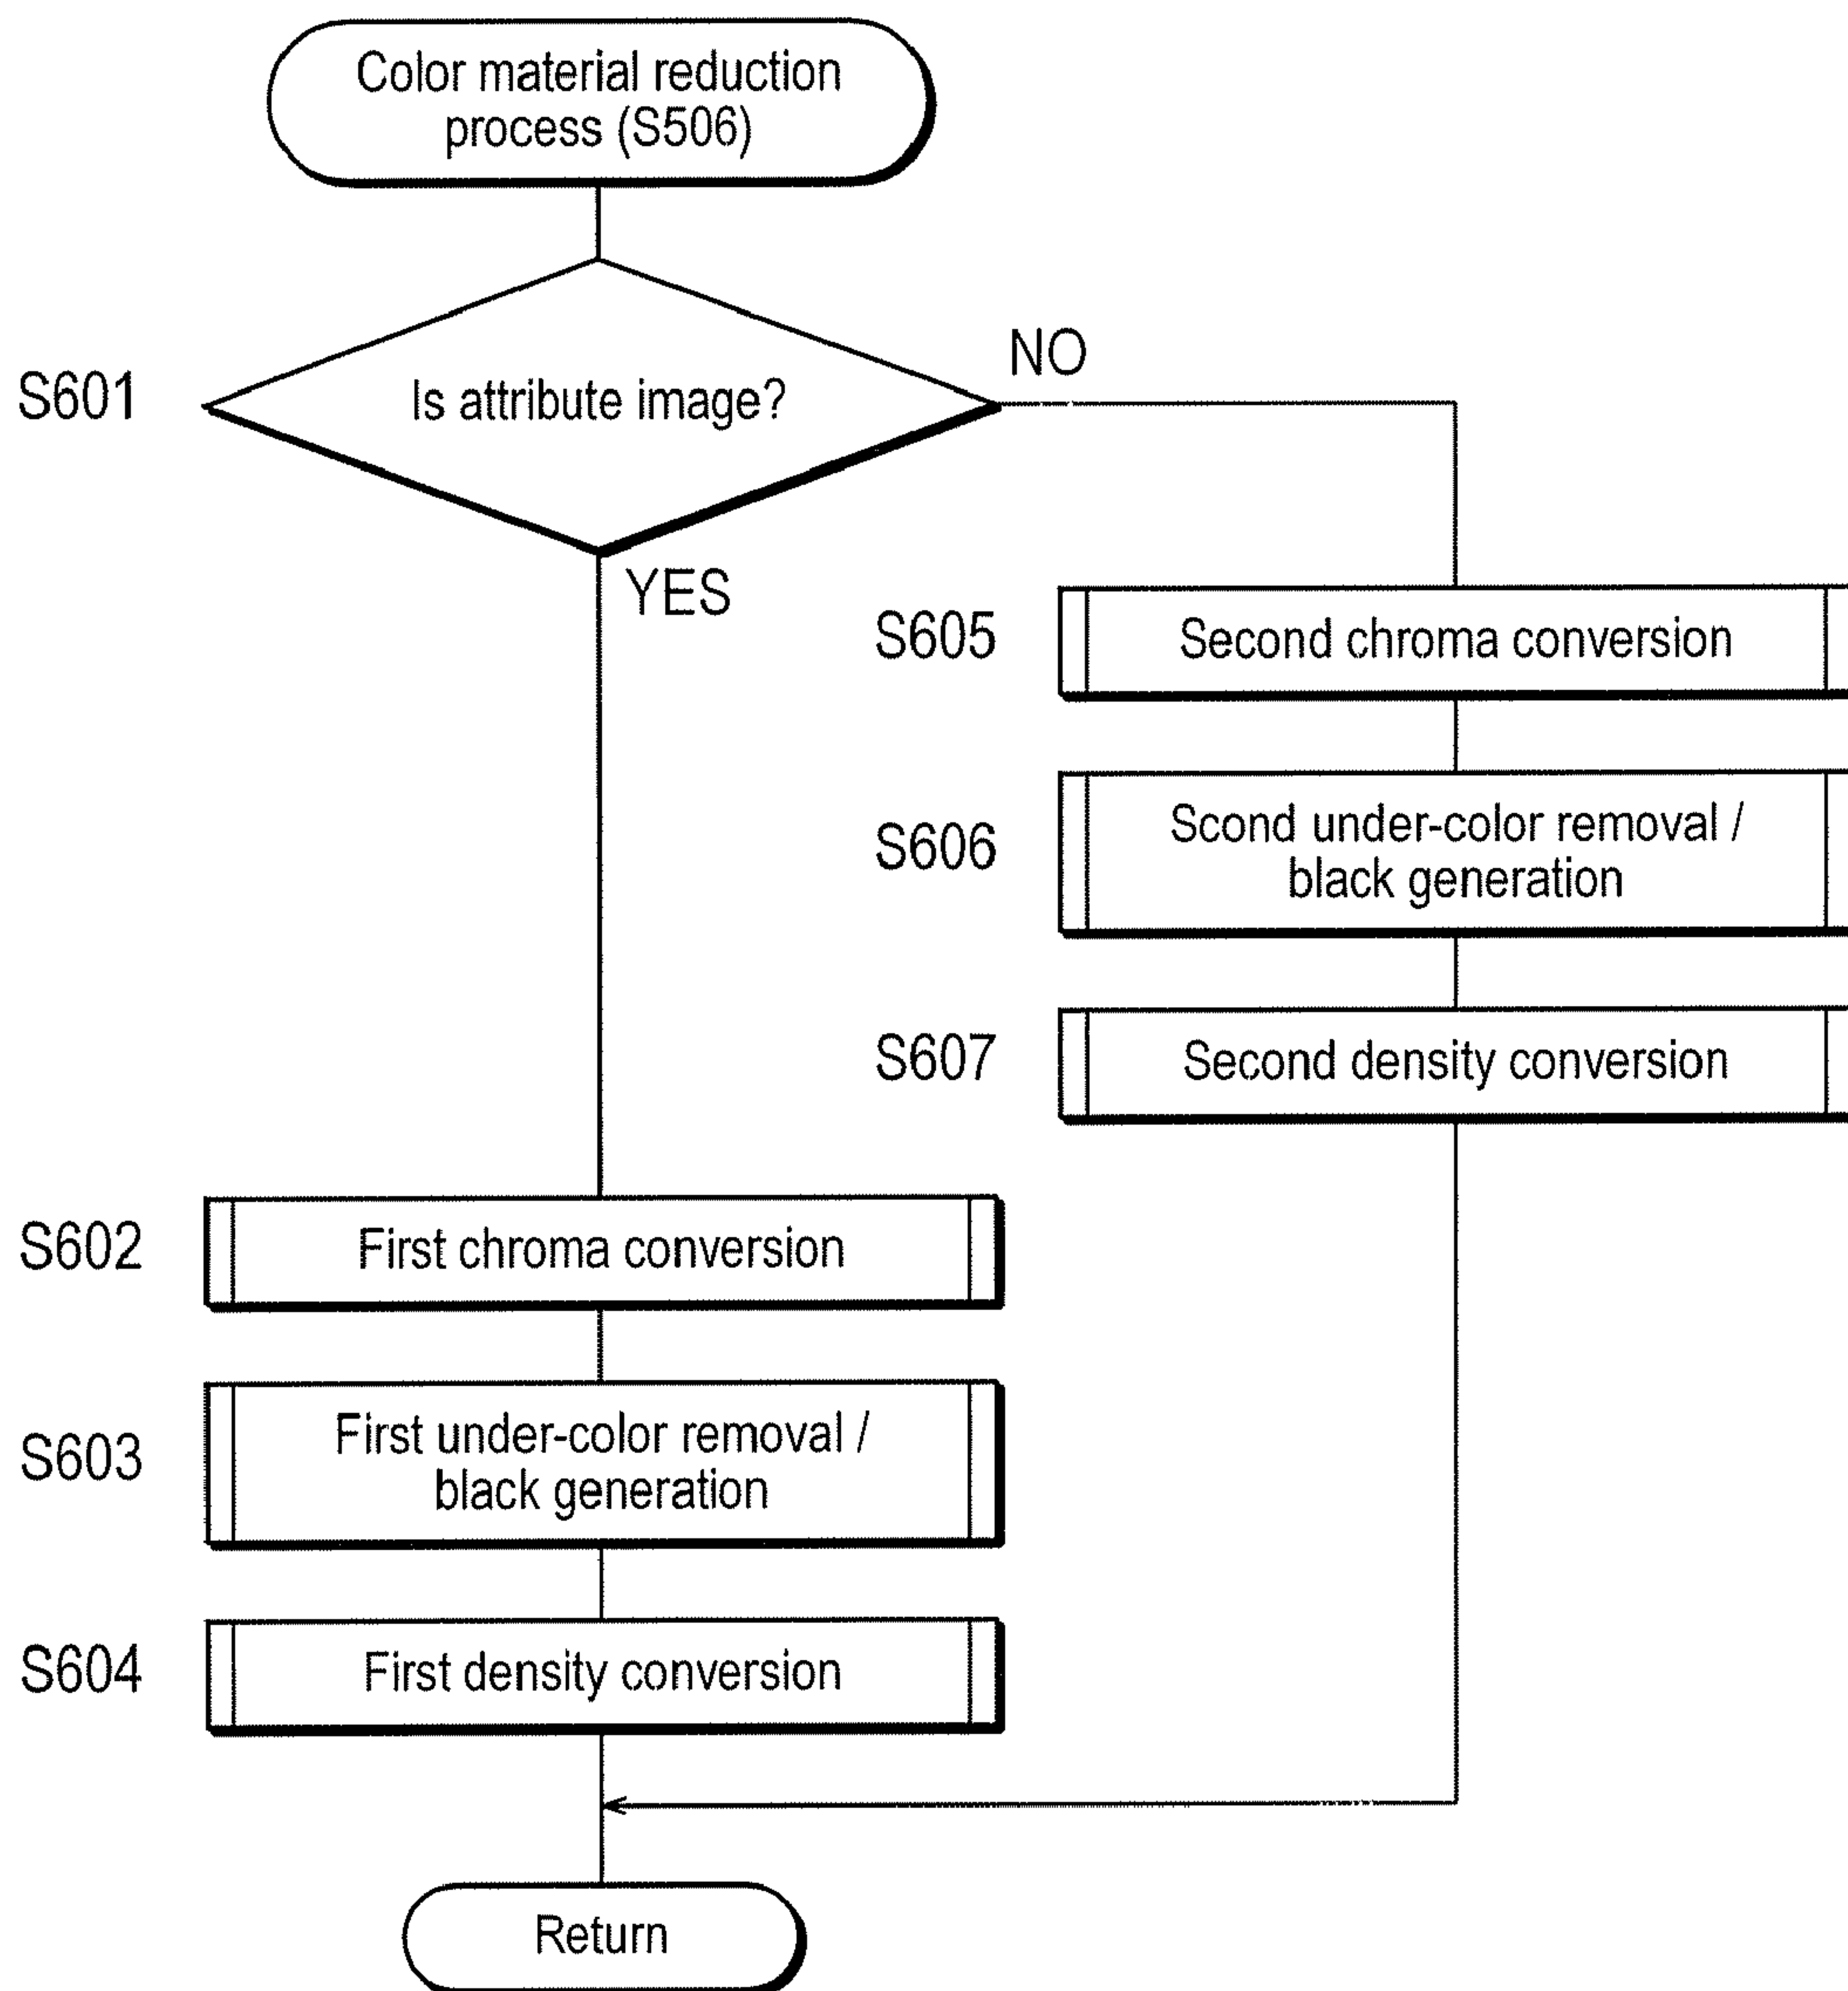 Color material reduction
process (S506)
S601
Is attribute image?
NO
YES
S605
Second chroma conversion
S606
Scond under-color removal /
black generation
S607
Second density conversion
S602
First chroma conversion
S603
First under-color removal /
black generation
S604
First density conversion
Return